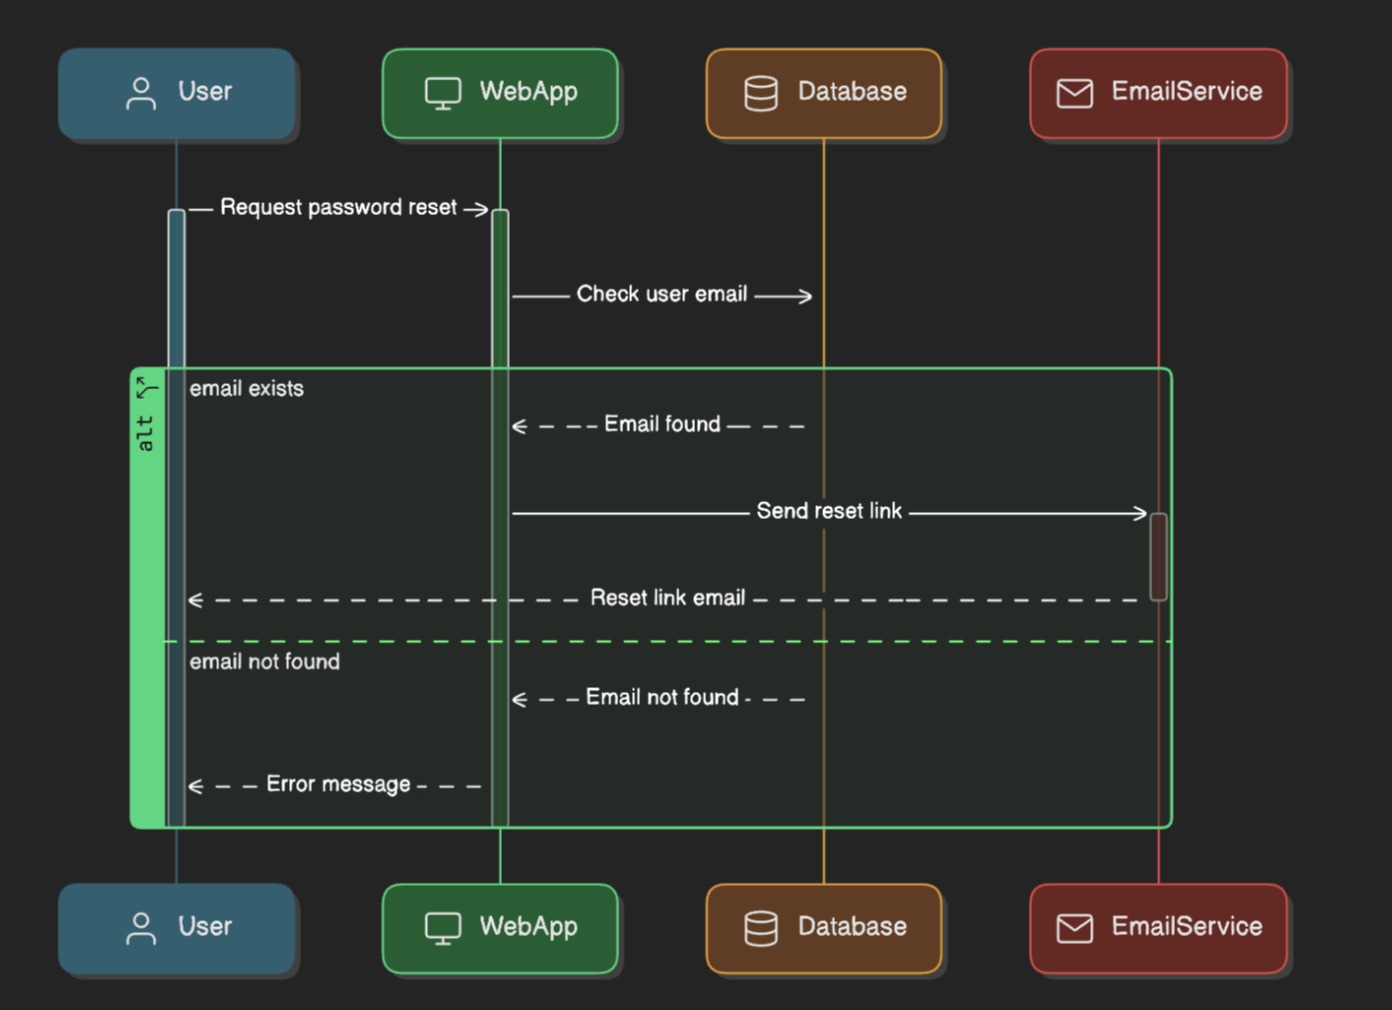 User
WebApp
Database
EmailService
Request password reset
Check user email
alt
email exists
Email found
Send reset link
Reset link email
email not found
Email not found
Error message
User
WebApp
Database
EmailService